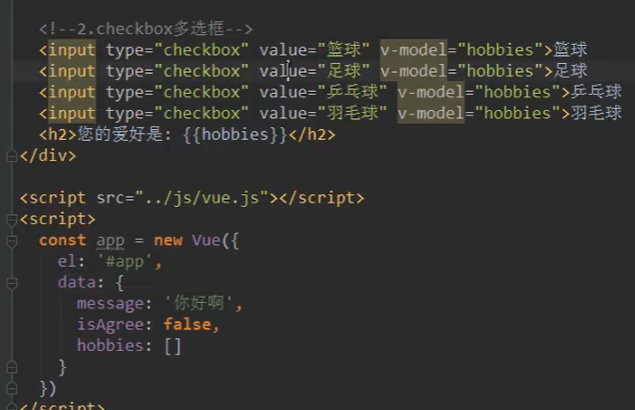 <!--2.checkbox多选框-->
<input type="checkbox" value="篮球" v-model="hobbies">篮球
<input type="checkbox" value="足球" v-model="hobbies">足球
<input type="checkbox" value="乒乓球" v-model="hobbies">乒乓球
<input type="checkbox" value="羽毛球" v-model="hobbies">羽毛球
<h2>您的爱好是: {{hobbies}}</h2>
</div>
<script src="../js/vue.js"></script>
<script>
const app = new Vue({
el: '#app',
data: {
message: '你好啊',
isAgree: false,
hobbies: []
}
})
</script>